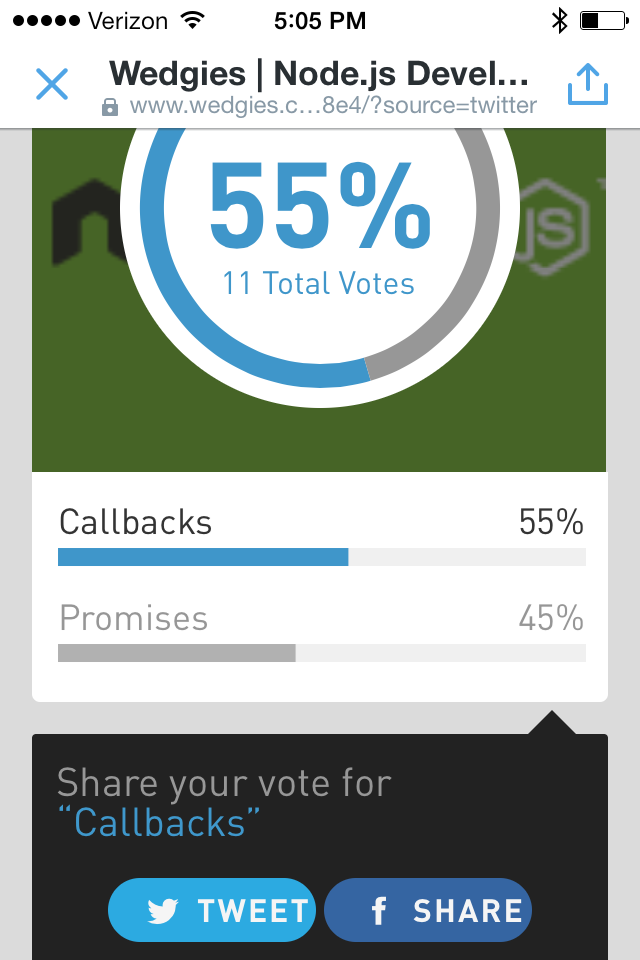 Verizon 5:05 PM
Wedgies | Node.js Devel...
www.wedgies.c...8e4/?source=twitter
55%
11 Total Votes
JS
Callbacks 55%
Promises 45%
Share your vote for
“Callbacks”
TWEET
f SHARE